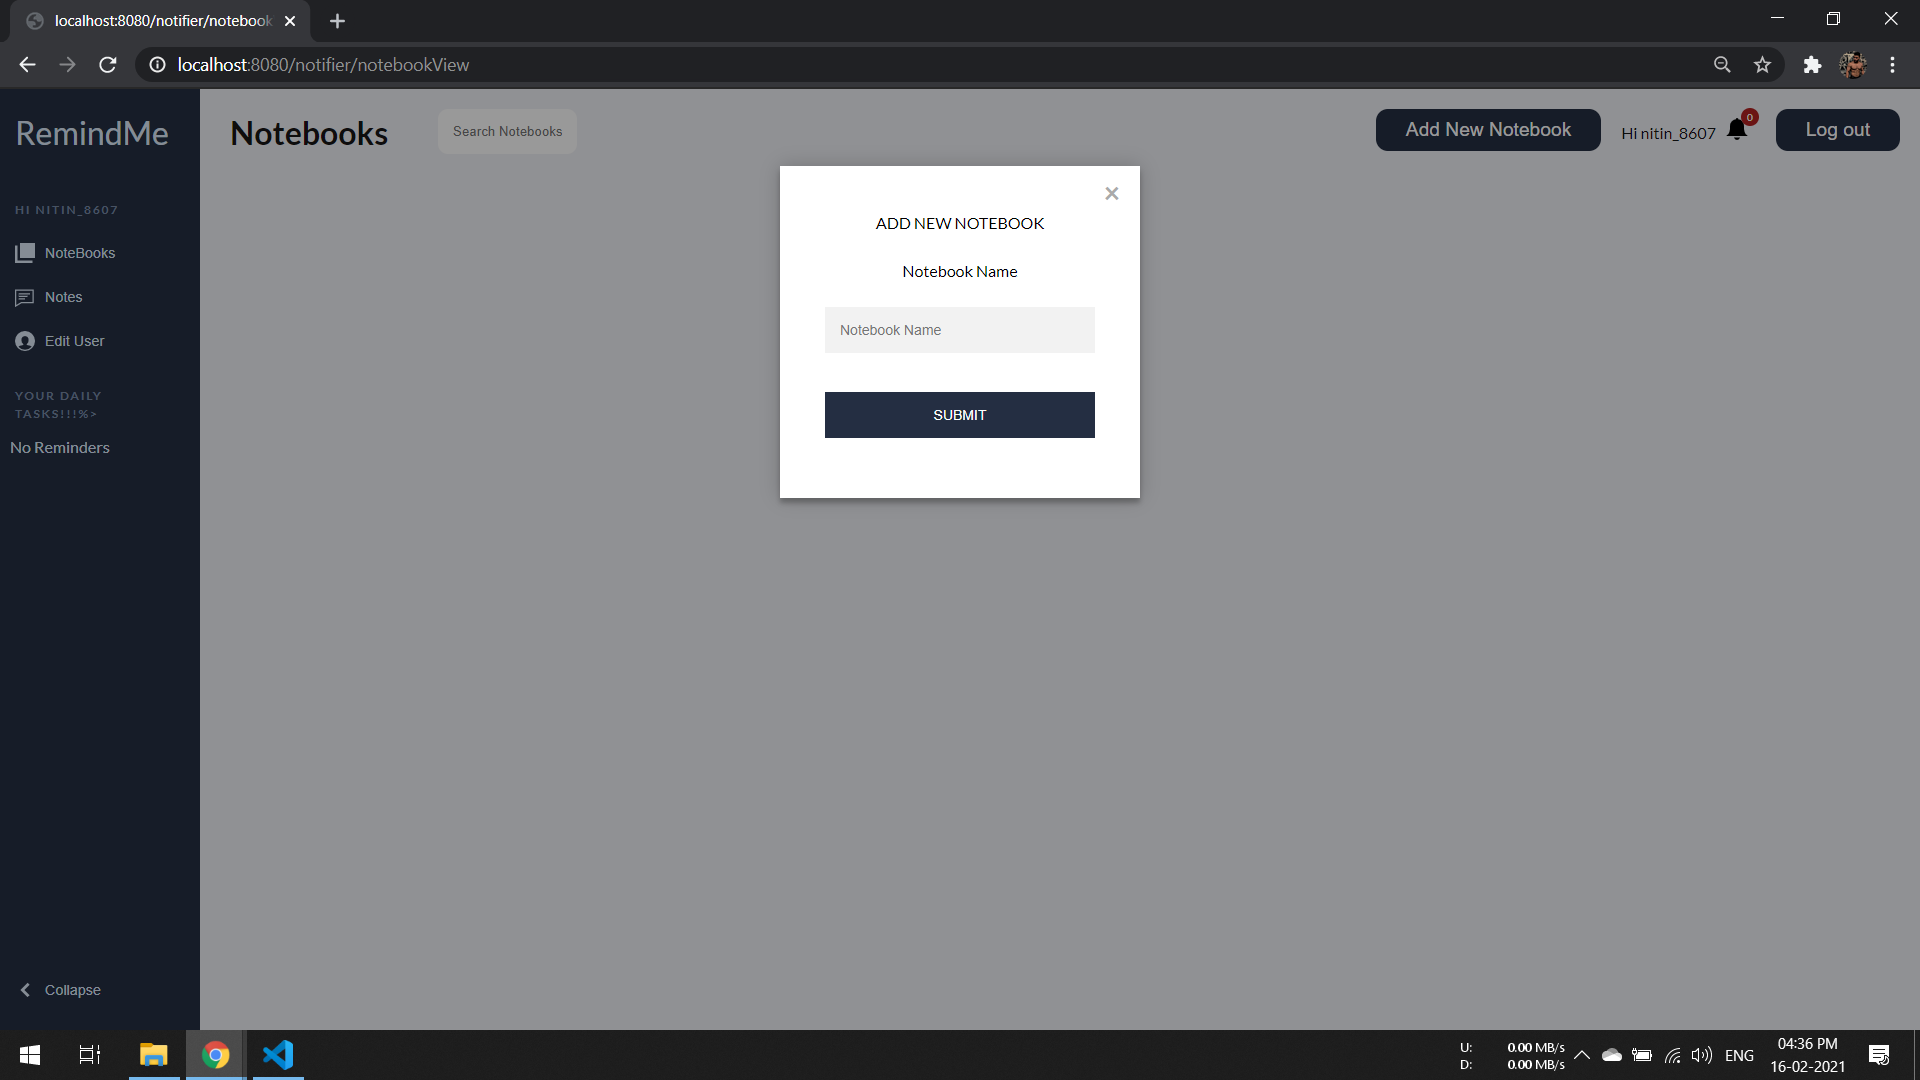 localhost:8080/notifier/notebook
localhost:8080/notifier/notebookView
RemindMe
Notebooks
Search Notebooks
Add New Notebook
Hi nitin_8607
0
Log out
HI NITIN_8607
NoteBooks
Notes
Edit User
YOUR DAILY
TASKS!!!%>
No Reminders
Collapse
×
ADD NEW NOTEBOOK
Notebook Name
Notebook Name
SUBMIT
U: 0.00 MB/s
D: 0.00 MB/s
ENG
04:36 PM
16-02-2021